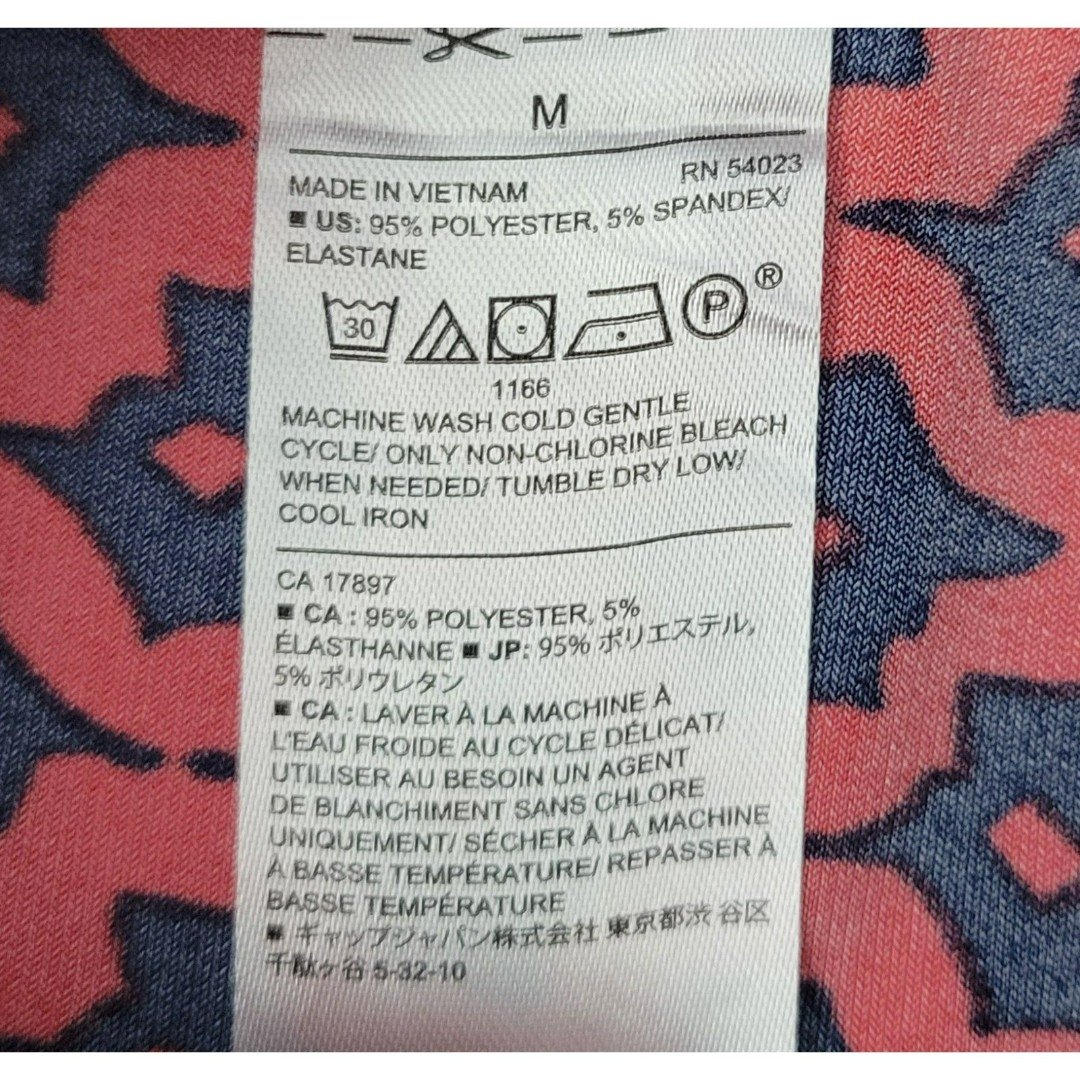 M
RN 54023
MADE IN VIETNAM
■ US: 95% POLYESTER, 5% SPANDEX/
ELASTANE
30
P ®
1166
MACHINE WASH COLD GENTLE
CYCLE/ ONLY NON-CHLORINE BLEACH
WHEN NEEDED/ TUMBLE DRY LOW/
COOL IRON
CA 17897
■ CA : 95% POLYESTER, 5%
ÉLASTHANNE ■ JP: 95% ポリエステル,
5% ポリウレタン
■ CA : LAVER À LA MACHINE À
L'EAU FROIDE AU CYCLE DÉLICAT/
UTILISER AU BESOIN UN AGENT
DE BLANCHIMENT SANS CHLORE
UNIQUEMENT/ SÉCHER À LA MACHINE
À BASSE TEMPÉRATURE/ REPASSER À
BASSE TEMPÉRATURE
■ ギャップジャパン株式会社 東京都渋 谷区
千駄ヶ谷 5-32-10